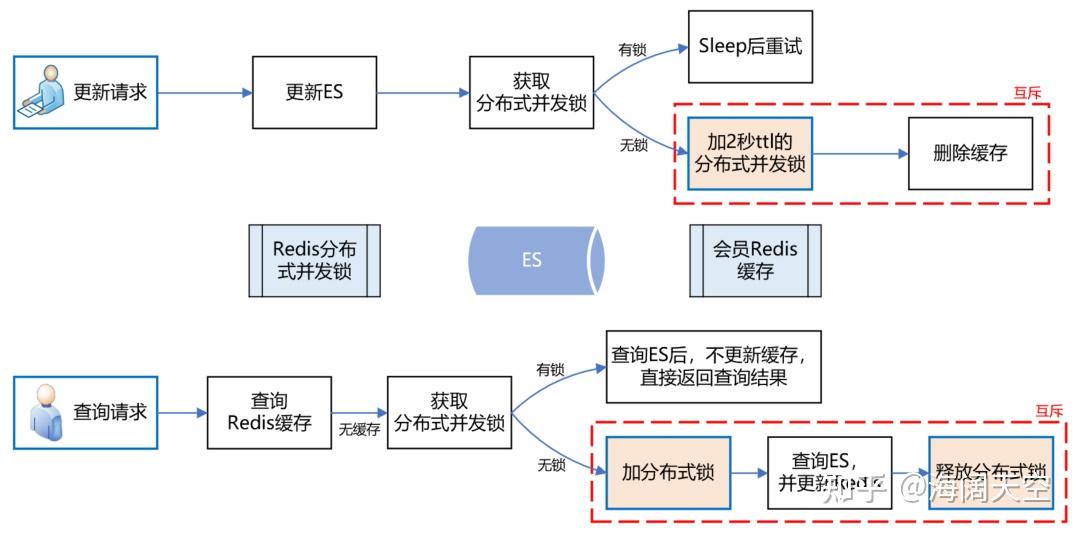 有锁
Sleep后重试
更新请求
更新ES
获取
分布式并发锁
互斥
无锁
加2秒ttl的
分布式并发锁
删除缓存
Redis分布
式并发锁
ES
会员Redis
缓存
查询ES后，不更新缓存，
直接返回查询结果
有锁
查询请求
查询
Redis缓存
无缓存
获取
分布式并发锁
互斥
无锁
加分布式锁
查询ES，
并更新Redis
释放分布式锁
知乎 @海阔天空